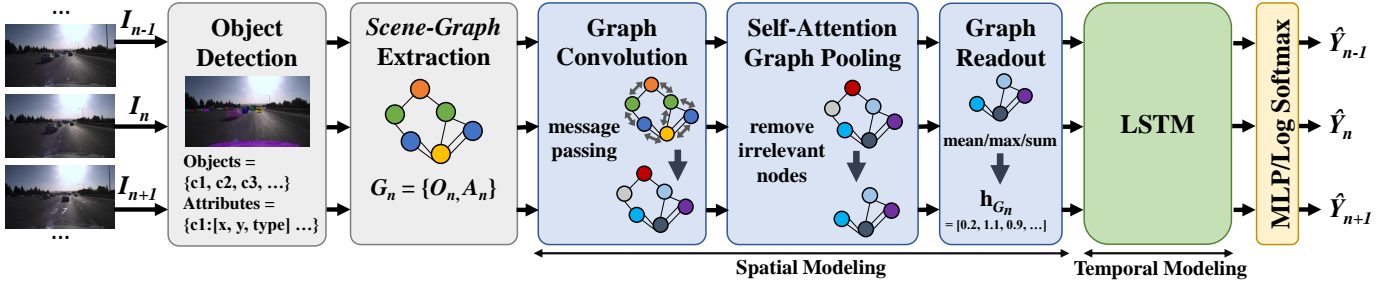 ...
I_{n-1}
I_n
I_{n+1}
...
Object
Detection
Objects =
{c1, c2, c3, ...}
Attributes =
{c1:[x, y, type] ...}
Scene-Graph
Extraction
G_n = {O_n, A_n}
Graph
Convolution
message
passing
Self-Attention
Graph Pooling
remove
irrelevant
nodes
Graph
Readout
mean/max/sum
h_{G_n}
= [0.2, 1.1, 0.9, ...]
LSTM
MLP/Log Softmax
Ŷ_{n-1}
Ŷ_n
Ŷ_{n+1}
Spatial Modeling
Temporal Modeling